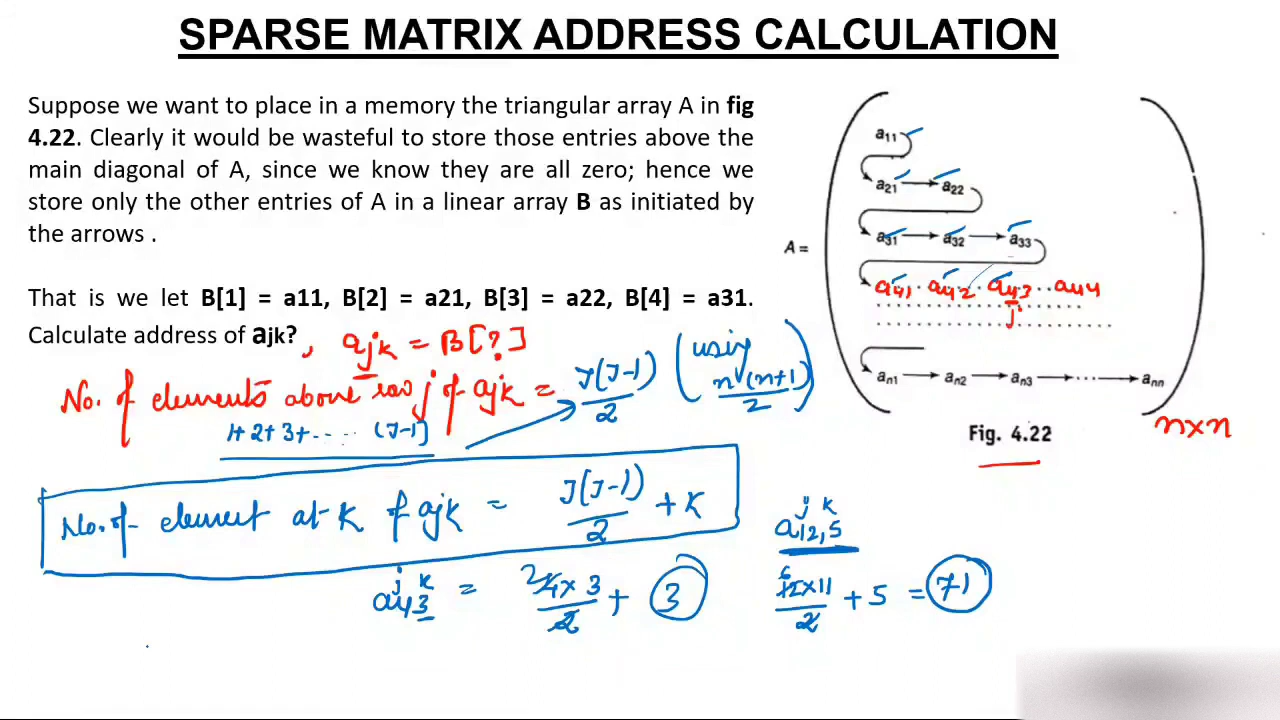 SPARSE MATRIX ADDRESS CALCULATION
Suppose we want to place in a memory the triangular array A in fig
4.22. Clearly it would be wasteful to store those entries above the
main diagonal of A, since we know they are all zero; hence we
store only the other entries of A in a linear array B as initiated by
the arrows .
That is we let B[1] = a11, B[2] = a21, B[3] = a22, B[4] = a31.
Calculate address of ajk? , ajk = B[?]
No. of elements above row j of ajk = J(J-1)/2 (using n(n+1)/2)
1+2+3+..... (J-1)
No. of element at K of ajk = J(J-1)/2 + K
j k
a43 = 4x3/2 + 3
2
j k
a12,5
12x11/2 + 5 = 71
6
A =
a11
a21 a22
a31 a32 a33
a41 a42 a43 a44
j
an1 an2 an3 ann
nxn
Fig. 4.22